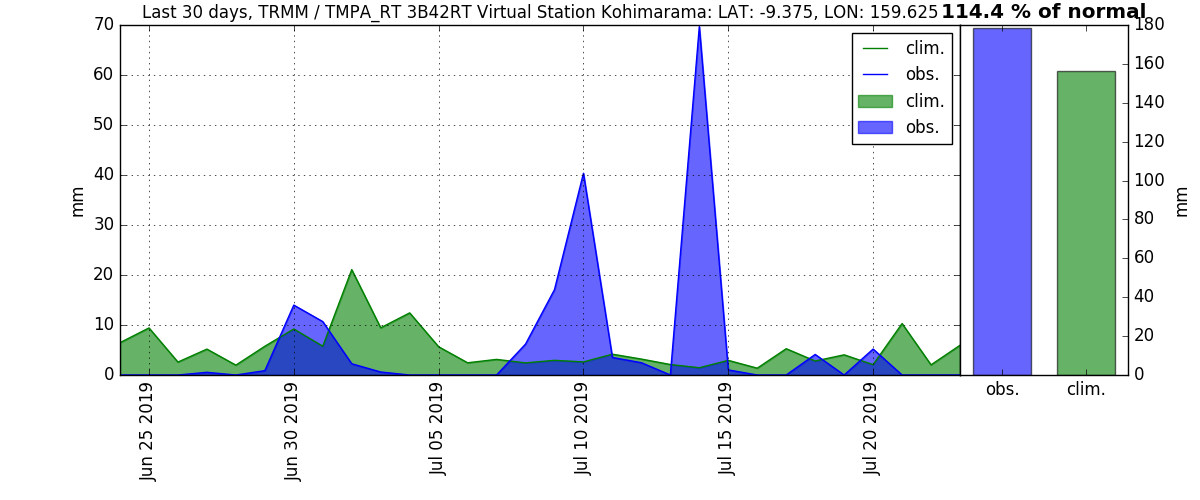 Last 30 days, TRMM / TMPA_RT 3B42RT Virtual Station Kohimarama: LAT: -9.375, LON: 159.625
114.4 % of normal
70
60
50
40
30
20
10
0
mm
clim.
obs.
clim.
obs.
Jun 25 2019
Jun 30 2019
Jul 05 2019
Jul 10 2019
Jul 15 2019
Jul 20 2019
180
160
140
120
100
80
60
40
20
0
mm
obs.
clim.